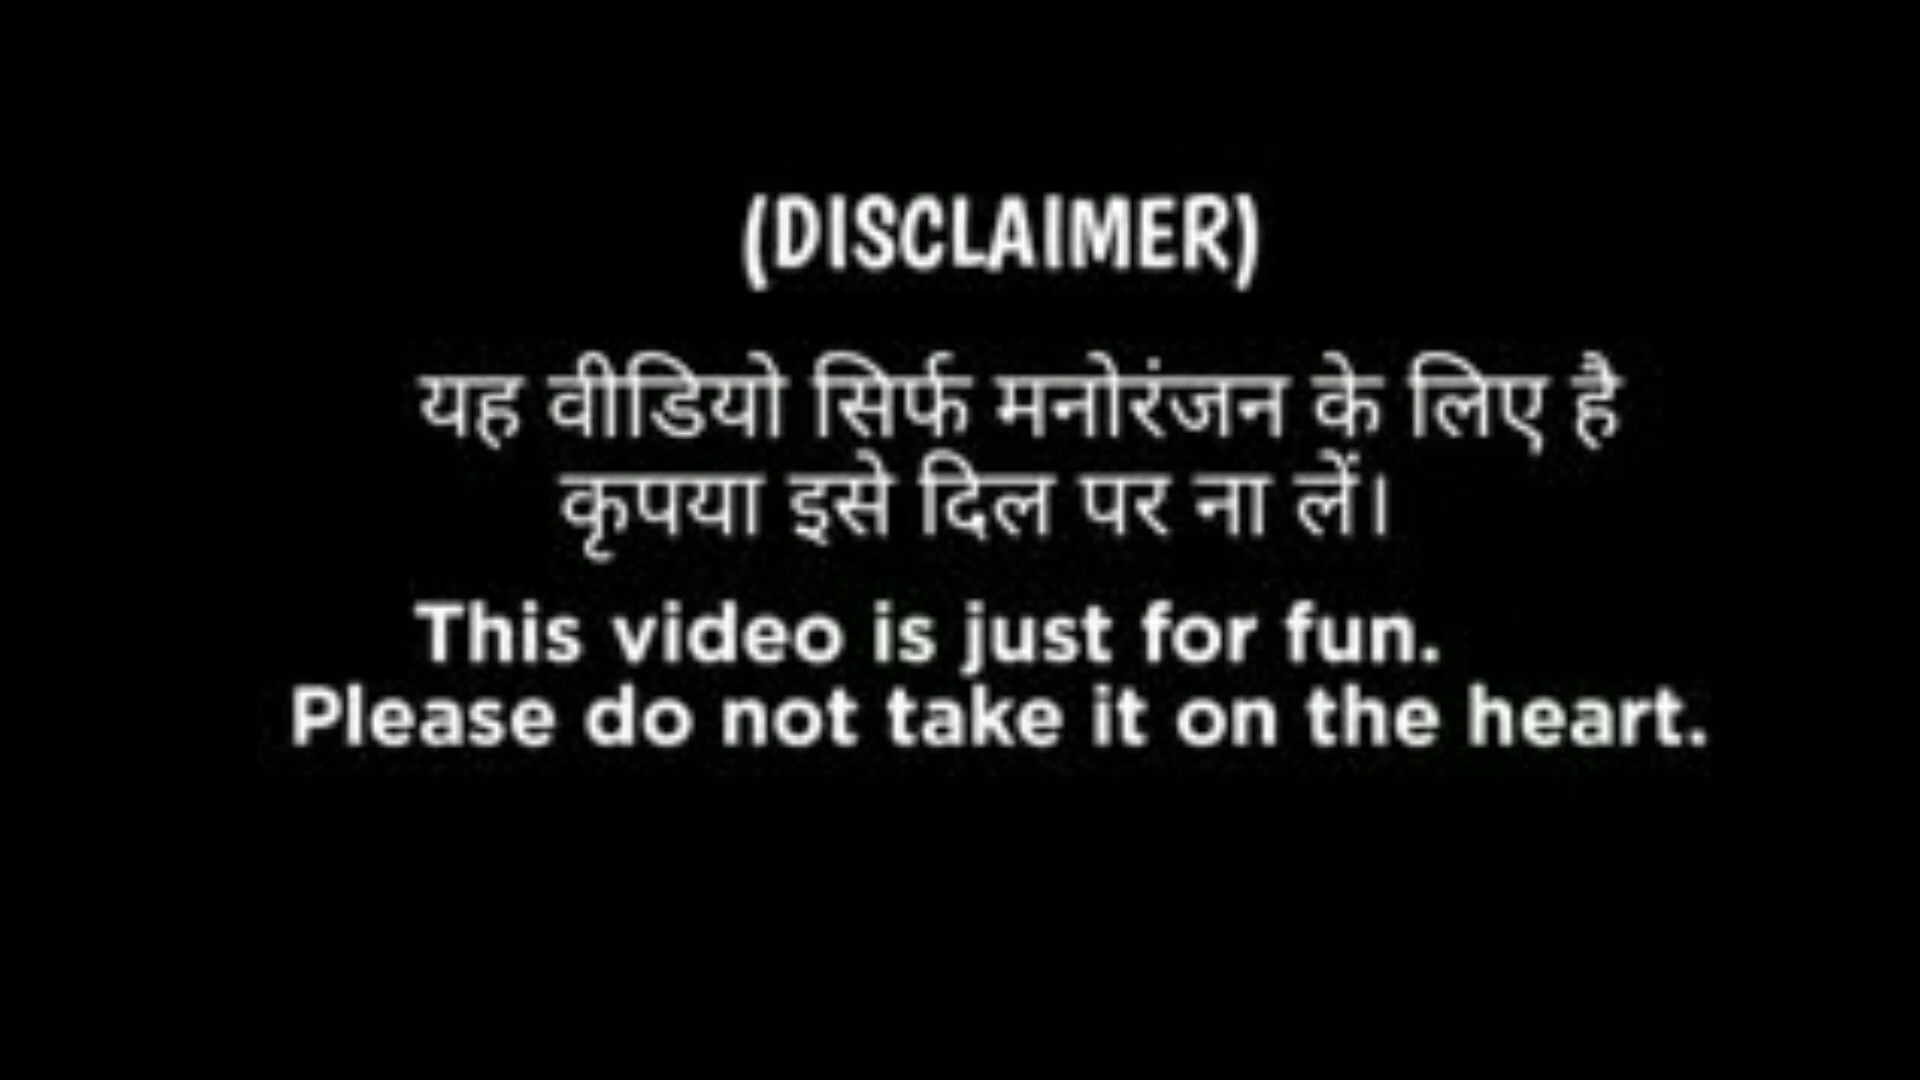 (DISCLAIMER)
यह वीडियो सिर्फ मनोरंजन के लिए है
कृपया इसे दिल पर ना लें।
This video is just for fun.
Please do not take it on the heart.